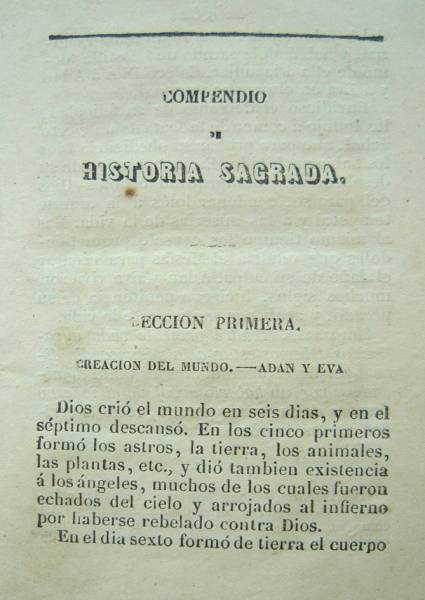 COMPENDIO
DE
HISTORIA SAGRADA.
LECCION PRIMERA.
CREACION DEL MUNDO.—ADAN Y EVA
Dios crió el mundo en seis dias, y en el
séptimo descansó. En los cinco primeros
formó los astros, la tierra, los animales,
las plantas, etc., y dió tambien existencia
á los ángeles, muchos de los cuales fueron
echados del cielo y arrojados al infierno
por haberse rebelado contra Dios.
En el dia sexto formó de tierra el cuerpo